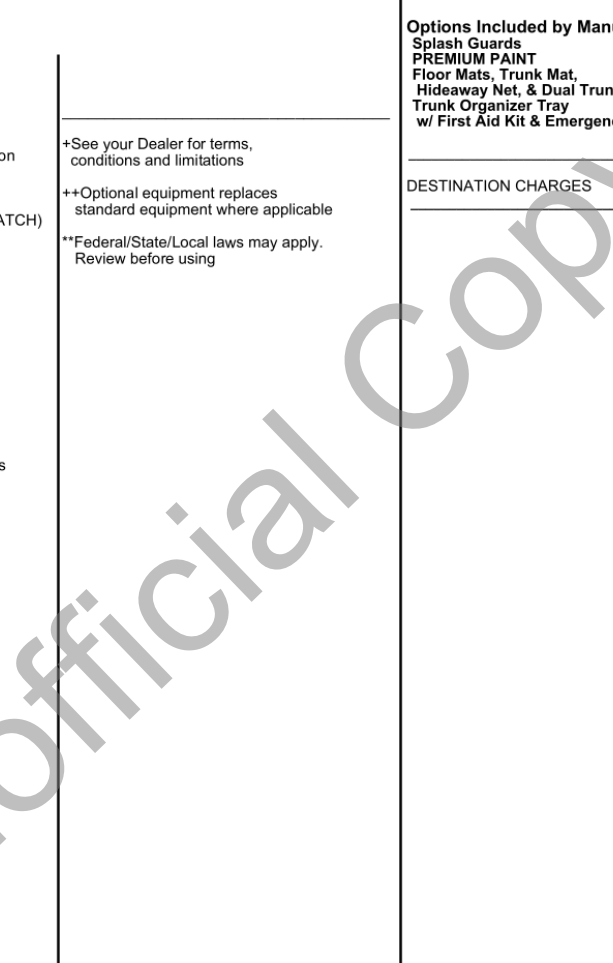 on
ATCH)
s
+See your Dealer for terms,
conditions and limitations
++Optional equipment replaces
standard equipment where applicable
**Federal/State/Local laws may apply.
Review before using
Options Included by Manu
Splash Guards
PREMIUM PAINT
Floor Mats, Trunk Mat,
Hideaway Net, & Dual Trun
Trunk Organizer Tray
w/ First Aid Kit & Emergenc
DESTINATION CHARGES
official Copy